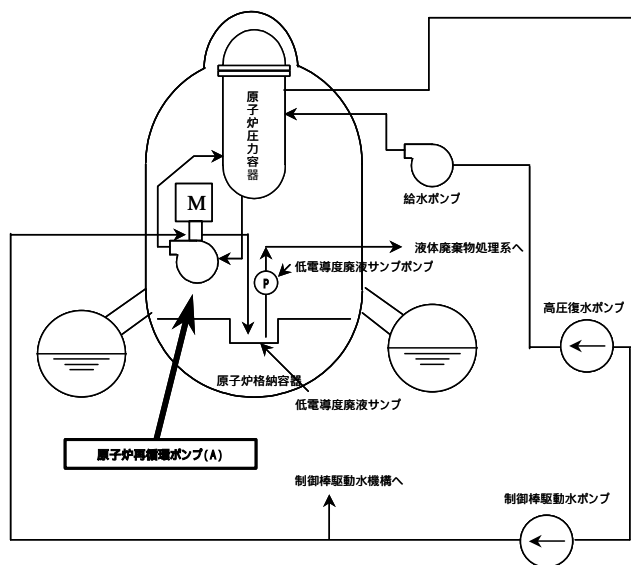 原子炉圧力容器
M
給水ポンプ
液体廃棄物処理系へ
低電導度廃液サンプポンプ
P
高圧復水ポンプ
原子炉格納容器
低電導度廃液サンプ
原子炉再循環ポンプ(A)
制御棒駆動水機構へ
制御棒駆動水ポンプ